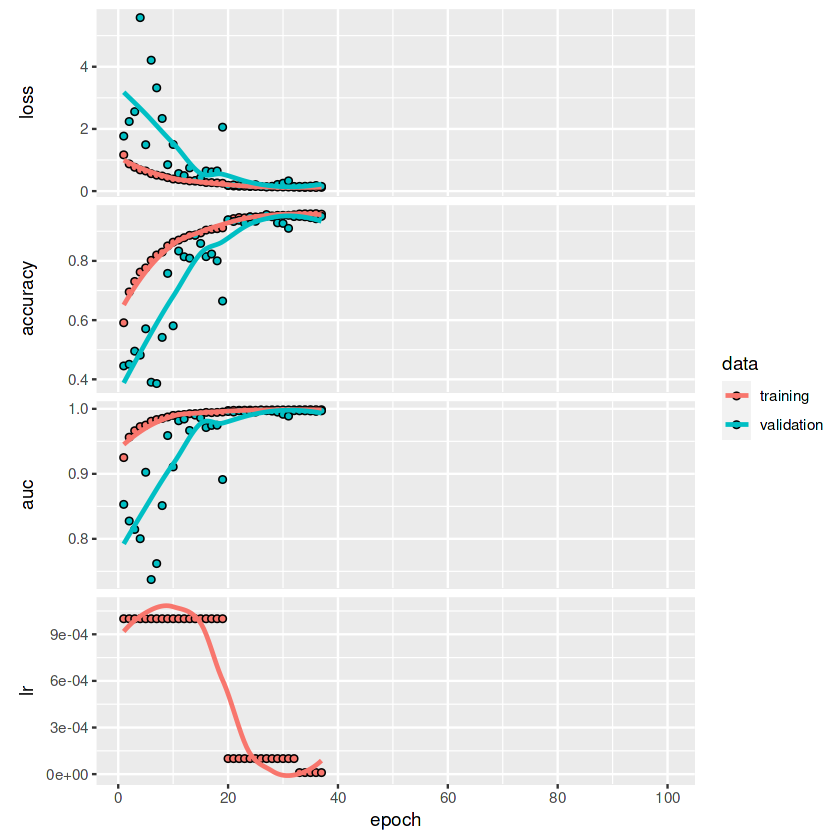 loss
4
2
0
accuracy
0.8
0.6
0.4
auc
1.0
0.9
0.8
lr
9e-04
6e-04
3e-04
0e+00
0 20 40 60 80 100
epoch
data
training
validation